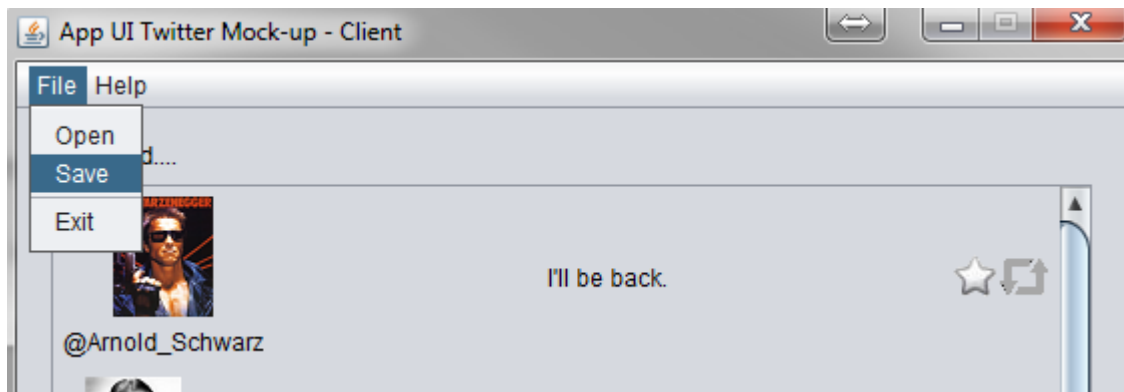 App UI Twitter Mock-up - Client
File Help
Open
d....
Save
Exit
I'll be back.
@Arnold_Schwarz